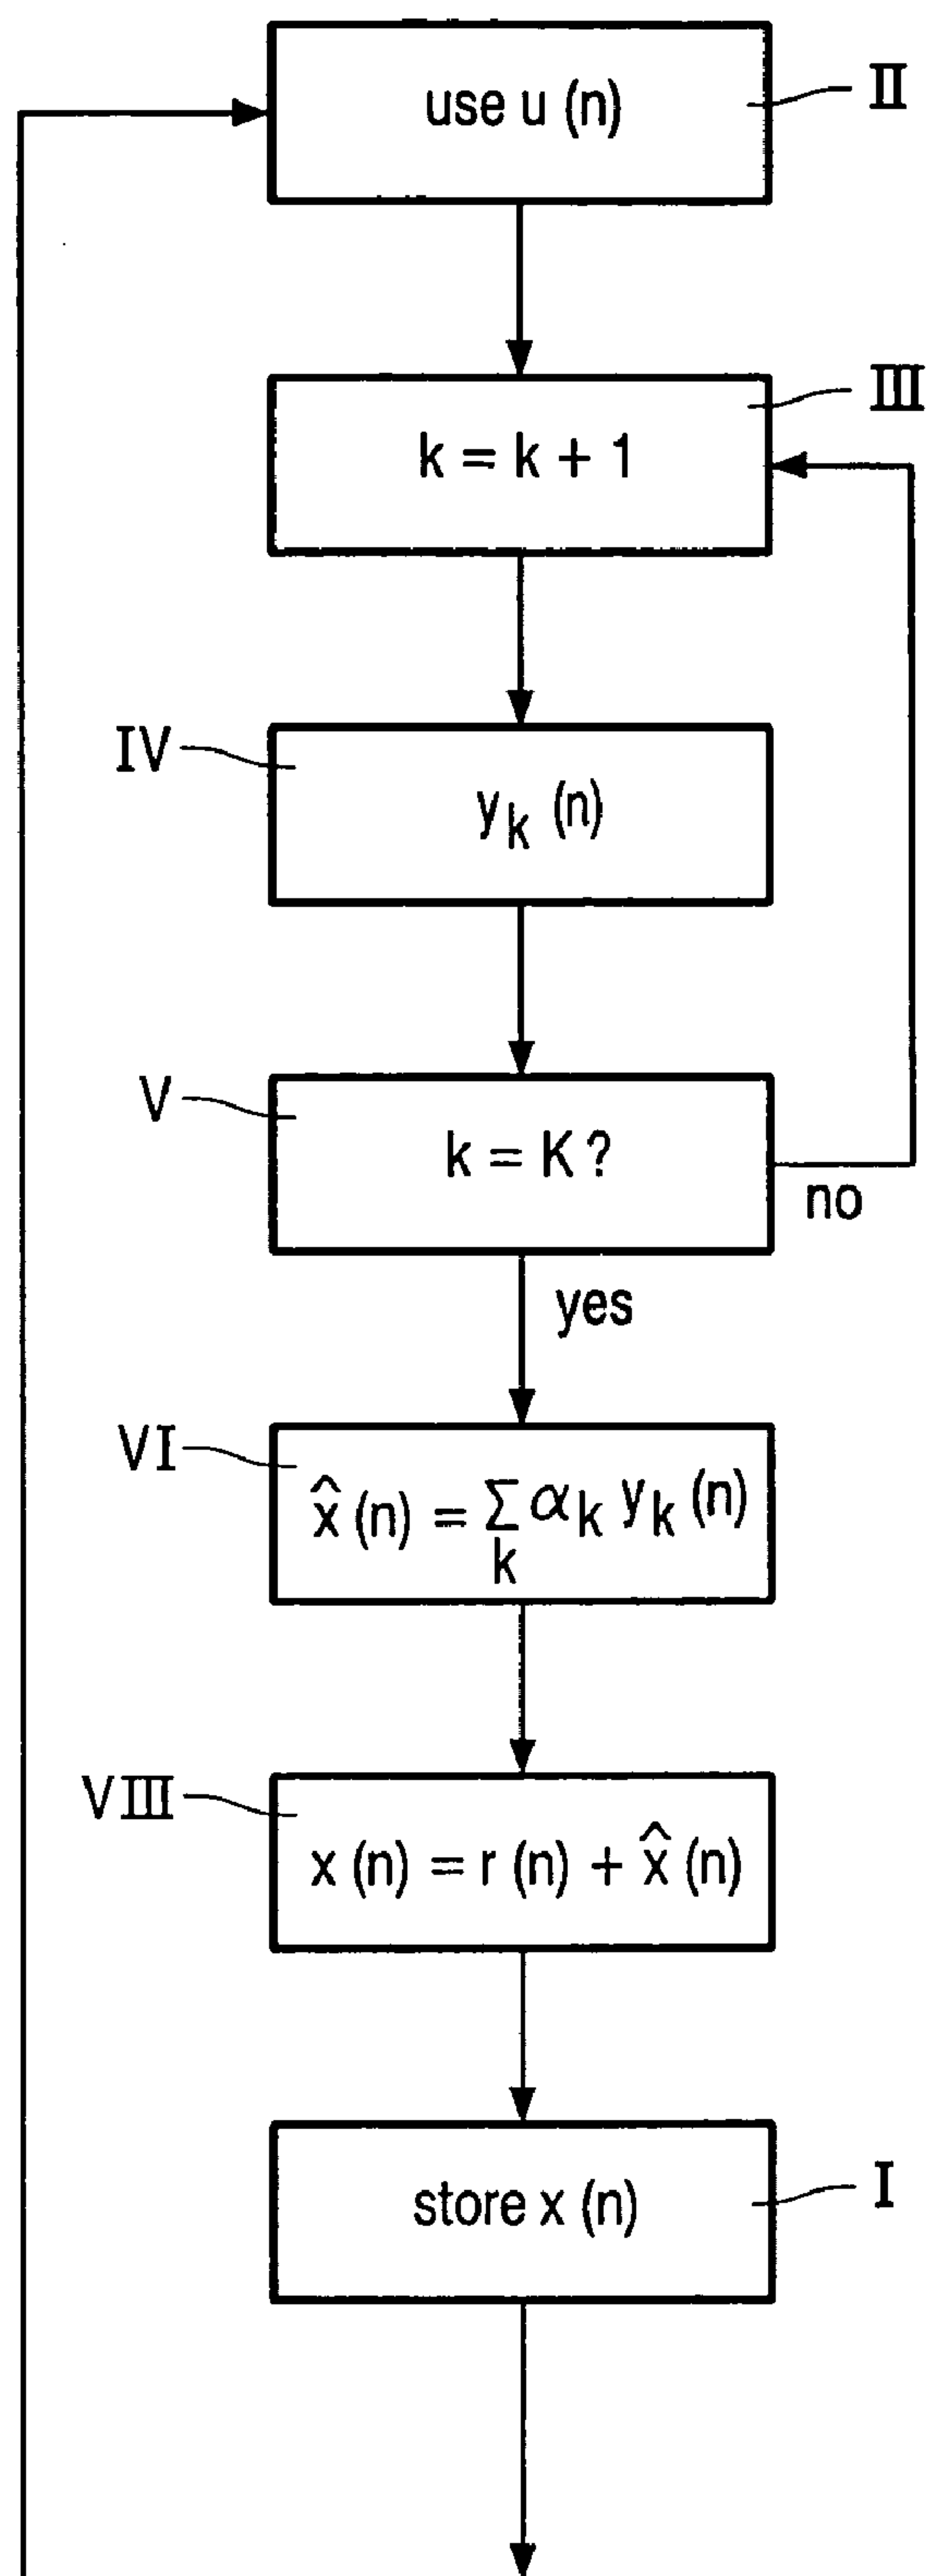 use u (n)
II
k = k + 1
III
IV
y_k (n)
V
k = K ?
no
yes
VI
x̂ (n) = Σ_k α_k y_k (n)
VIII
x (n) = r (n) + x̂ (n)
store x (n)
I